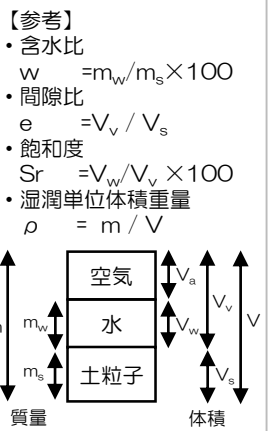 【参考】
・含水比
w =mw/ms×100
・間隙比
e =Vv / Vs
・飽和度
Sr =Vw/Vv×100
・湿潤単位体積重量
ρ = m / V
空気
Va
Vv
V
mw
水
Vw
ms
土粒子
Vs
質量
体積